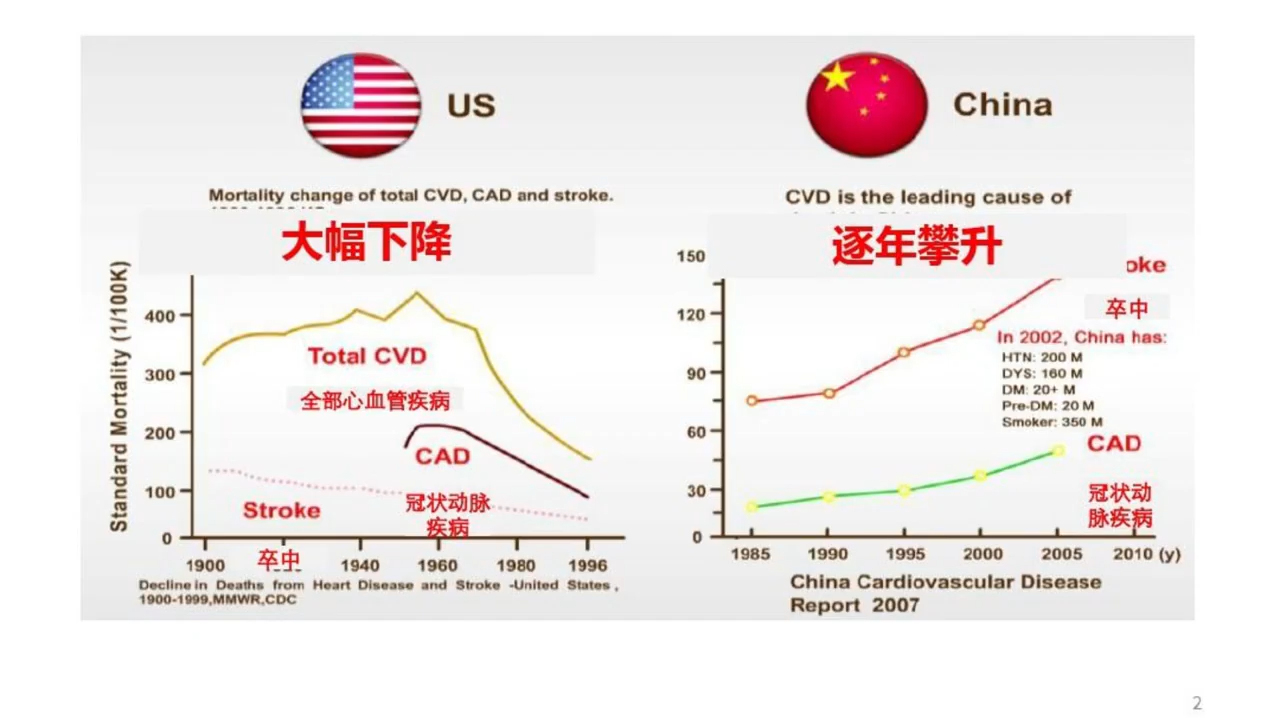 US
Mortality change of total CVD, CAD and stroke.
大幅下降
Standard Mortality (1/100K)
400
300
200
100
0
Total CVD
全部心血管疾病
CAD
冠状动脉
疾病
Stroke
卒中
1900
1940
1960
1980
1996
Decline in Deaths from Heart Disease and Stroke -United States,
1900-1999,MMWR,CDC
China
CVD is the leading cause of
逐年攀升
150
120
90
60
30
0
oke
卒中
In 2002, China has:
HTN: 200 M
DYS: 160 M
DM: 20+ M
Pre-DM: 20 M
Smoker: 350 M
CAD
冠状动
脉疾病
1985 1990 1995 2000 2005 2010 (y)
China Cardiovascular Disease
Report 2007
2